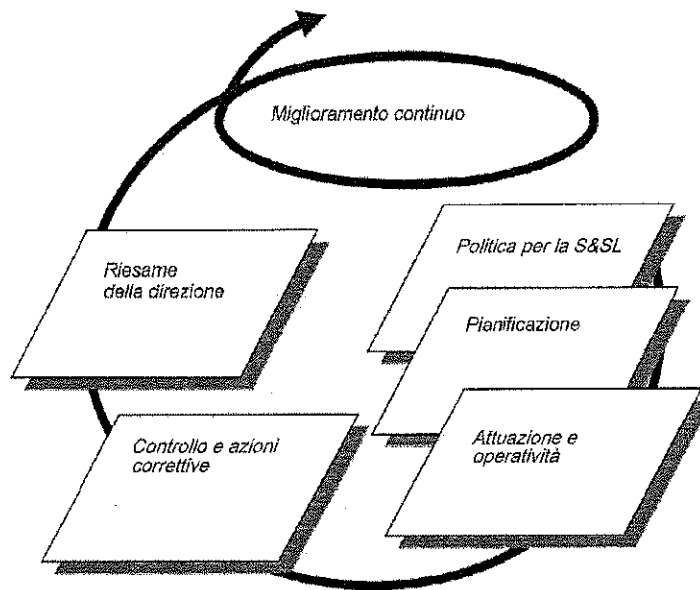 Miglioramento continuo
Politica per la S&SL
Pianificazione
Attuazione e
operatività
Controllo e azioni
correttive
Riesame
della direzione